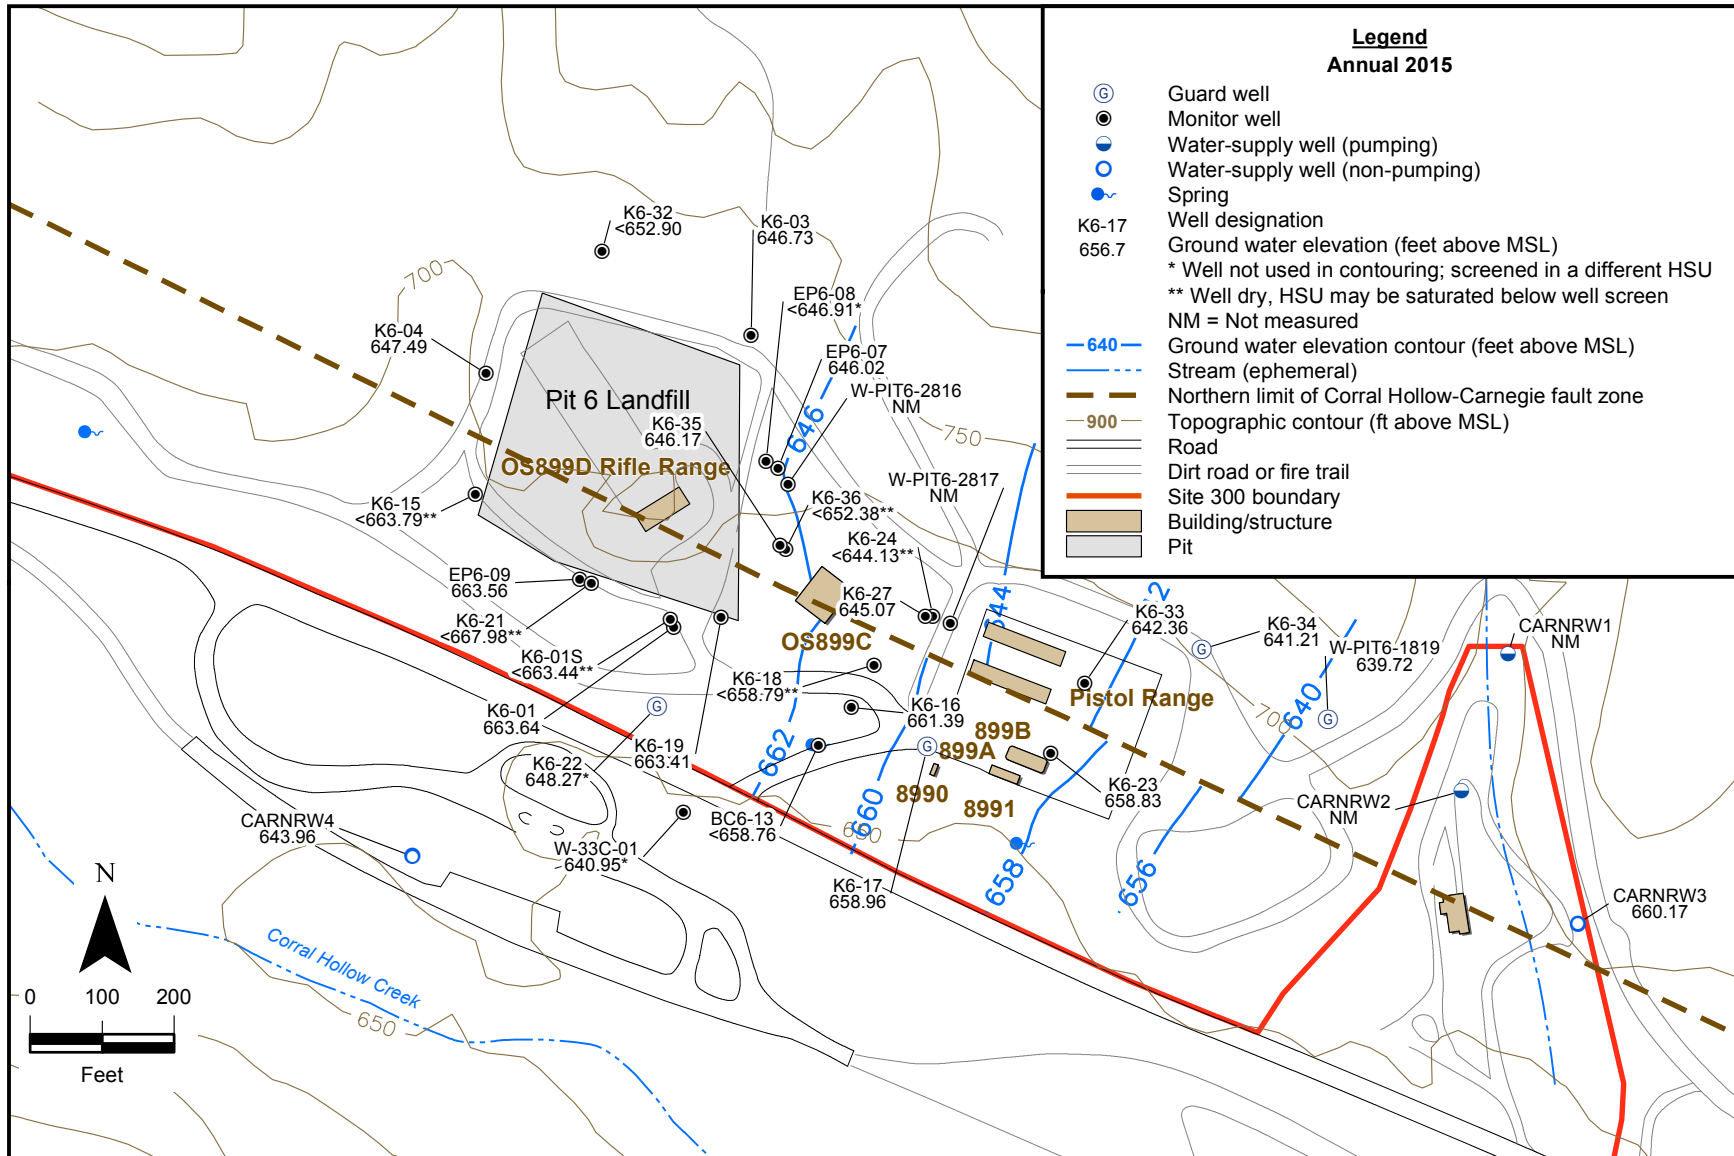 Legend
Annual 2015
Guard well
Monitor well
Water-supply well (pumping)
Water-supply well (non-pumping)
Spring
K6-17
656.7
Well designation
Ground water elevation (feet above MSL)
* Well not used in contouring; screened in a different HSU
** Well dry, HSU may be saturated below well screen
NM = Not measured
640
Ground water elevation contour (feet above MSL)
Stream (ephemeral)
Northern limit of Corral Hollow-Carnegie fault zone
900
Topographic contour (ft above MSL)
Road
Dirt road or fire trail
Site 300 boundary
Building/structure
Pit
G
K6-32
<652.90
K6-03
646.73
700
EP6-08
<646.91*
K6-04
647.49
EP6-07
646.02
W-PIT6-2816
NM
Pit 6 Landfill
K6-35
646.17
646
750
OS899D Rifle Range
W-PIT6-2817
NM
K6-15
<663.79**
K6-36
<652.38**
K6-24
<644.13**
EP6-09
663.56
K6-27
645.07
644
2
K6-33
642.36
K6-21
<667.98**
OS899C
K6-34
641.21
G
CARNRW1
NM
W-PIT6-1819
639.72
K6-01S
<663.44**
K6-18
<658.79**
Pistol Range
K6-01
663.64
K6-16
661.39
640
700
G
G
G
K6-19
663.41
899B
899A
K6-22
648.27*
662
8990
8991
K6-23
658.83
CARNRW2
NM
CARNRW4
643.96
BC6-13
<658.76
660
650
W-33C-01
640.95*
K6-17
658.96
658
656
CARNRW3
660.17
N
Corral Hollow Creek
650
0 100 200
Feet